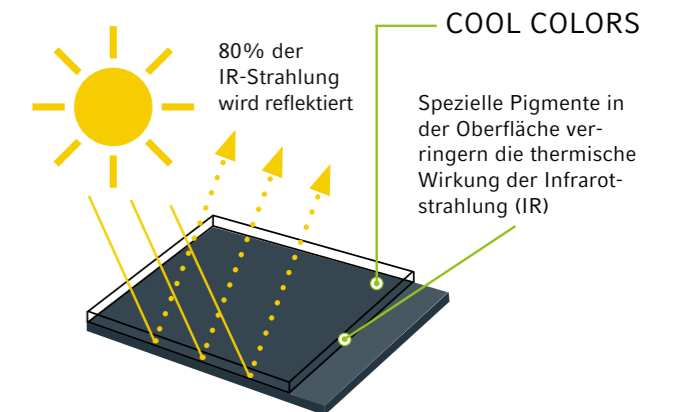 COOL COLORS
80% der
IR-Strahlung
wird reflektiert
Spezielle Pigmente in
der Oberfläche ver-
ringern die thermische
Wirkung der Infrarot-
strahlung (IR)